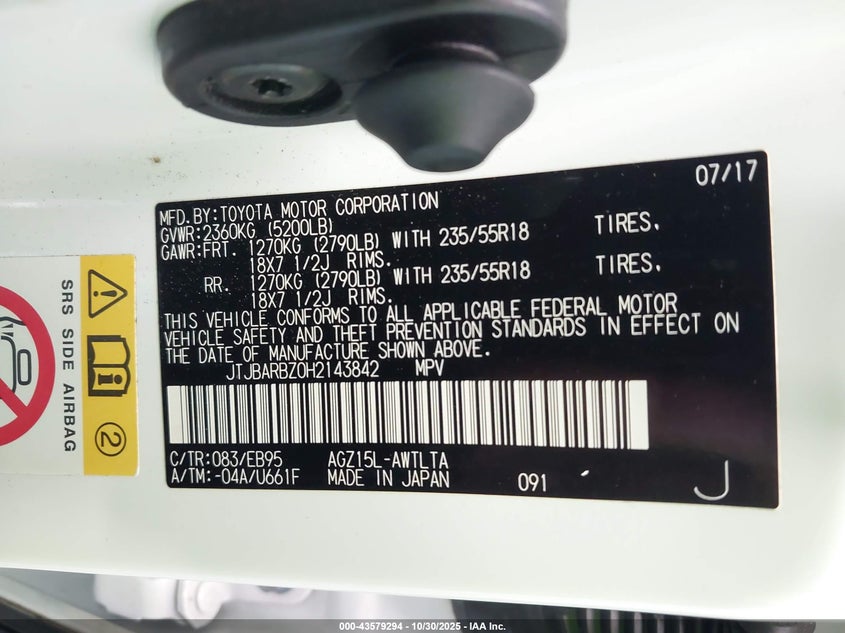 07/17
MFD.BY:TOYOTA MOTOR CORPORATION
GVWR:2360KG (5200LB)
GAWR:FRT. 1270KG (2790LB) WITH 235/55R18 TIRES.
18X7 1/2J RIMS.
RR. 1270KG (2790LB) WITH 235/55R18 TIRES.
18X7 1/2J RIMS.
THIS VEHICLE CONFORMS TO ALL APPLICABLE FEDERAL MOTOR
VEHICLE SAFETY AND THEFT PREVENTION STANDARDS IN EFFECT ON
THE DATE OF MANUFACTURE SHOWN ABOVE.
JTJBARBZ0H2143842 MPV
C/TR:083/EB95 AGZ15L-AWTLTA
A/TM:-04A/U661F MADE IN JAPAN 091 J
SRS SIDE AIRBAG
2
000-43579294 - 10/30/2025 - IAA Inc.